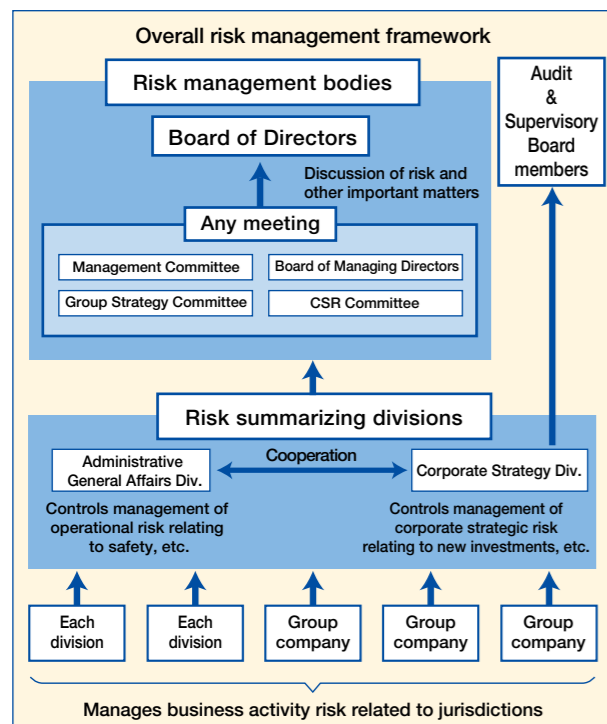 Overall risk management framework
Risk management bodies
Audit
&
Supervisory
Board
members
Board of Directors
Discussion of risk and
other important matters
Any meeting
Management Committee
Board of Managing Directors
Group Strategy Committee
CSR Committee
Risk summarizing divisions
Administrative
General Affairs Div.
Cooperation
Corporate Strategy Div.
Controls management of
operational risk relating
to safety, etc.
Controls management of
corporate strategic risk
relating to new investments, etc.
Each
division
Each
division
Group
company
Group
company
Group
company
Manages business activity risk related to jurisdictions